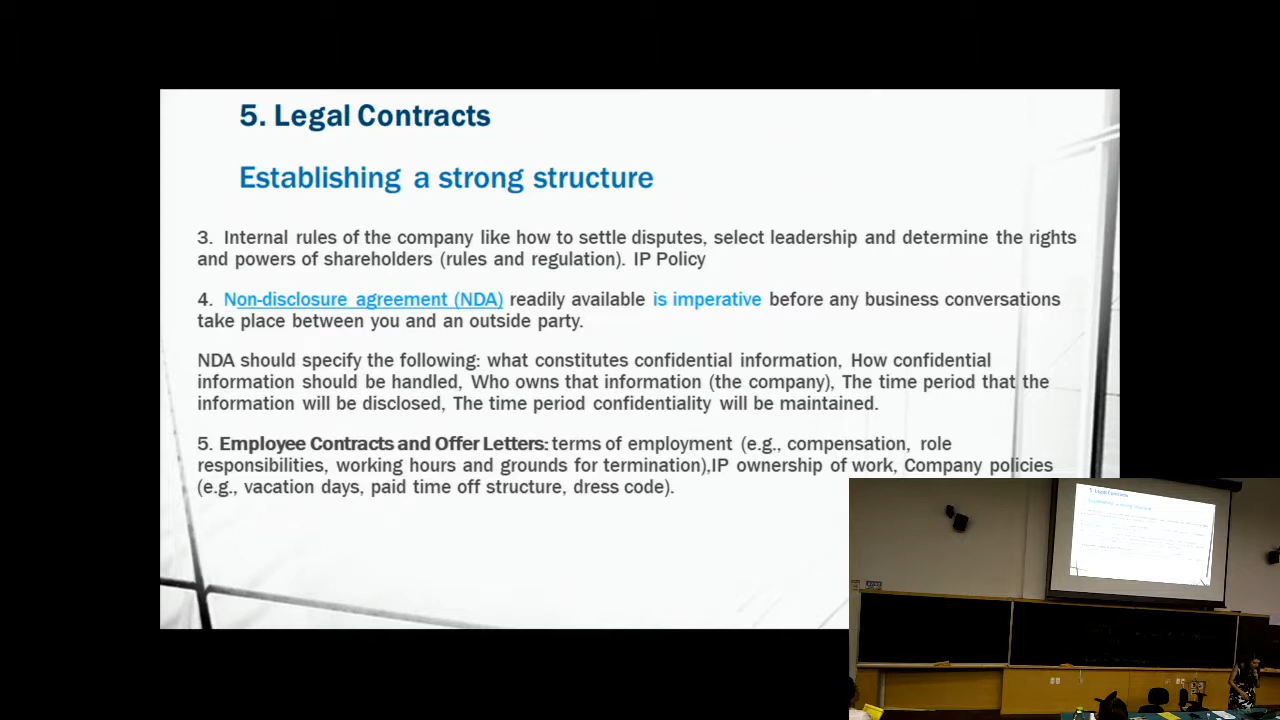 5. Legal Contracts
Establishing a strong structure
3. Internal rules of the company like how to settle disputes, select leadership and determine the rights
and powers of shareholders (rules and regulation). IP Policy
4. Non-disclosure agreement (NDA) readily available is imperative before any business conversations
take place between you and an outside party.
NDA should specify the following: what constitutes confidential information, How confidential
information should be handled, Who owns that information (the company), The time period that the
information will be disclosed, The time period confidentiality will be maintained.
5. Employee Contracts and Offer Letters: terms of employment (e.g., compensation, role
responsibilities, working hours and grounds for termination),IP ownership of work, Company policies
(e.g., vacation days, paid time off structure, dress code).
5. Legal Contracts
Establishing a strong structure